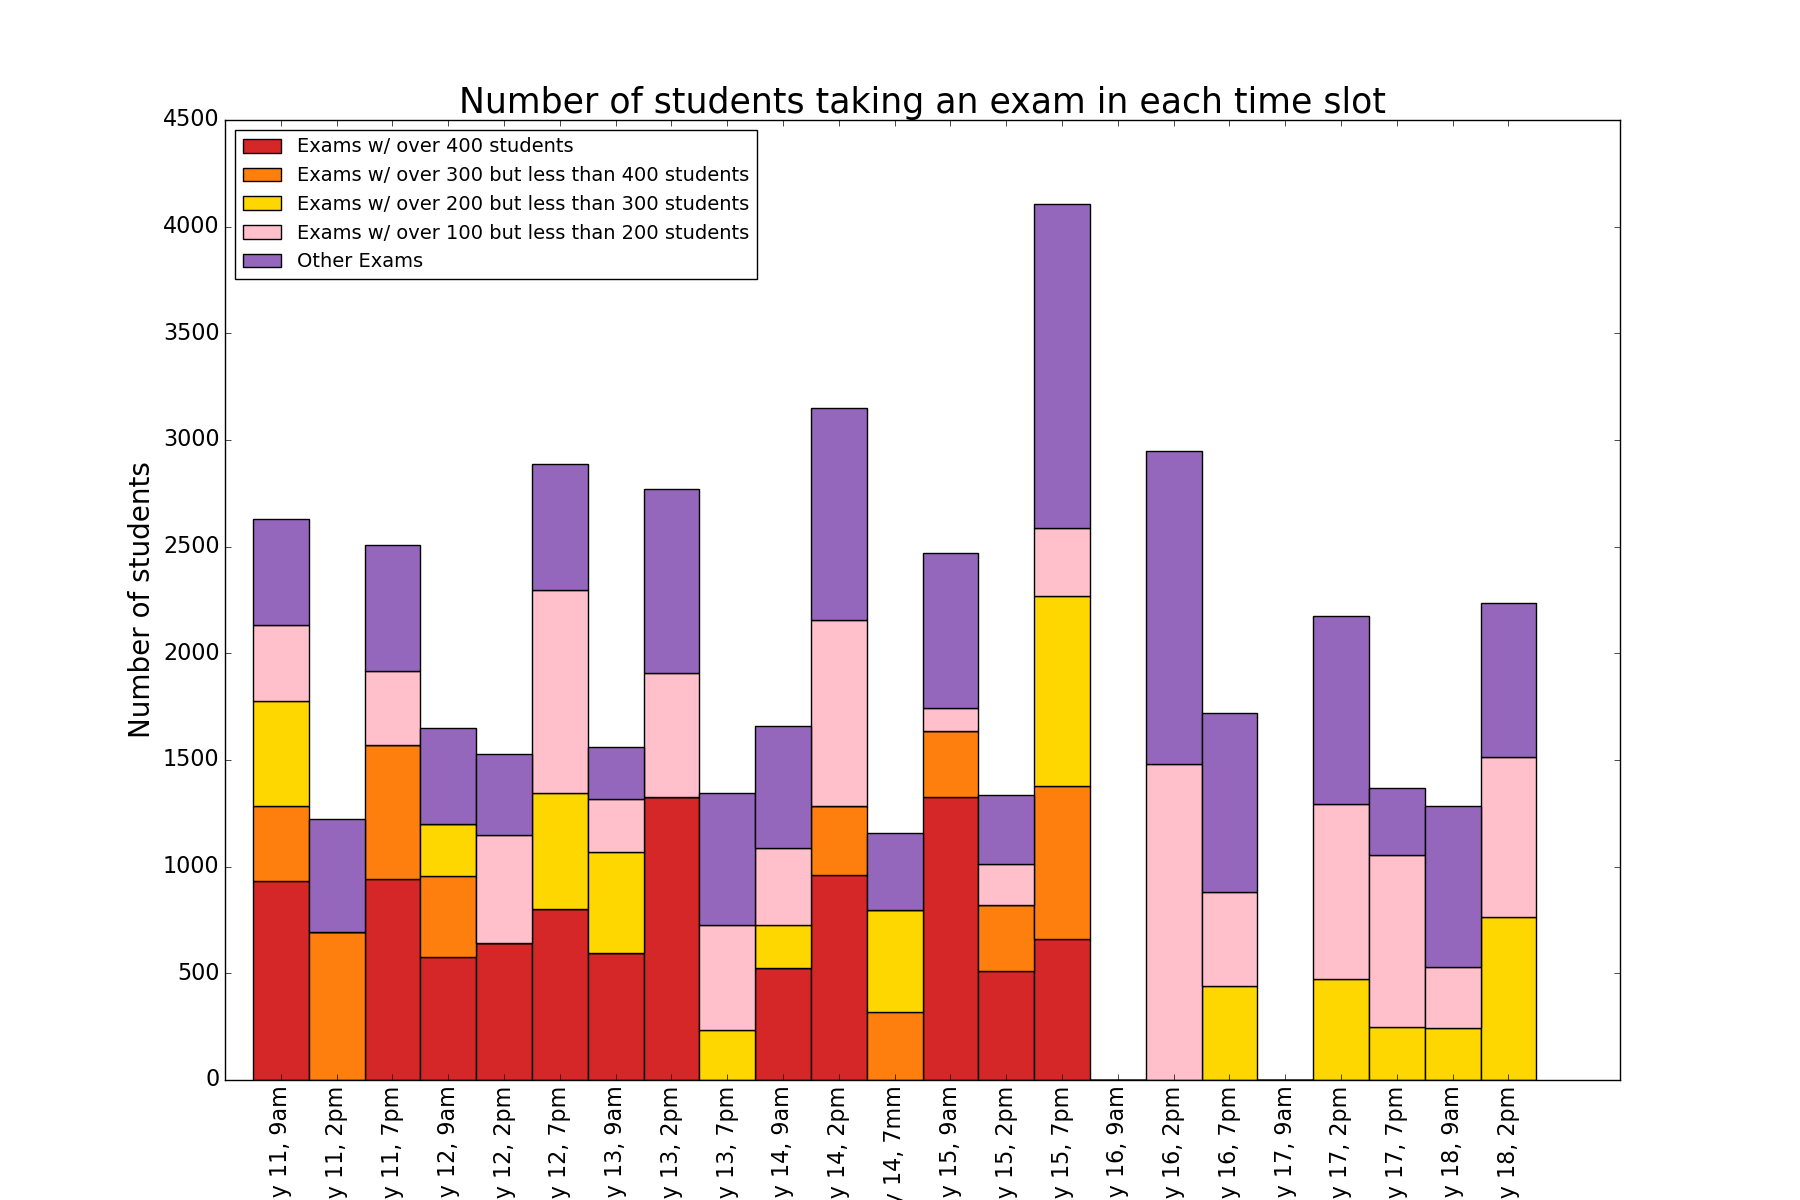 Number of students taking an exam in each time slot
Exams w/ over 400 students
Exams w/ over 300 but less than 400 students
Exams w/ over 200 but less than 300 students
Exams w/ over 100 but less than 200 students
Other Exams
Number of students
4500
4000
3500
3000
2500
2000
1500
1000
500
0
y 11, 9am
y 11, 2pm
y 11, 7pm
y 12, 9am
y 12, 2pm
y 12, 7pm
y 13, 9am
y 13, 2pm
y 13, 7pm
y 14, 9am
y 14, 2pm
y 14, 7mm
y 15, 9am
y 15, 2pm
y 15, 7pm
y 16, 9am
y 16, 2pm
y 16, 7pm
y 17, 9am
y 17, 2pm
y 17, 7pm
y 18, 9am
y 18, 2pm